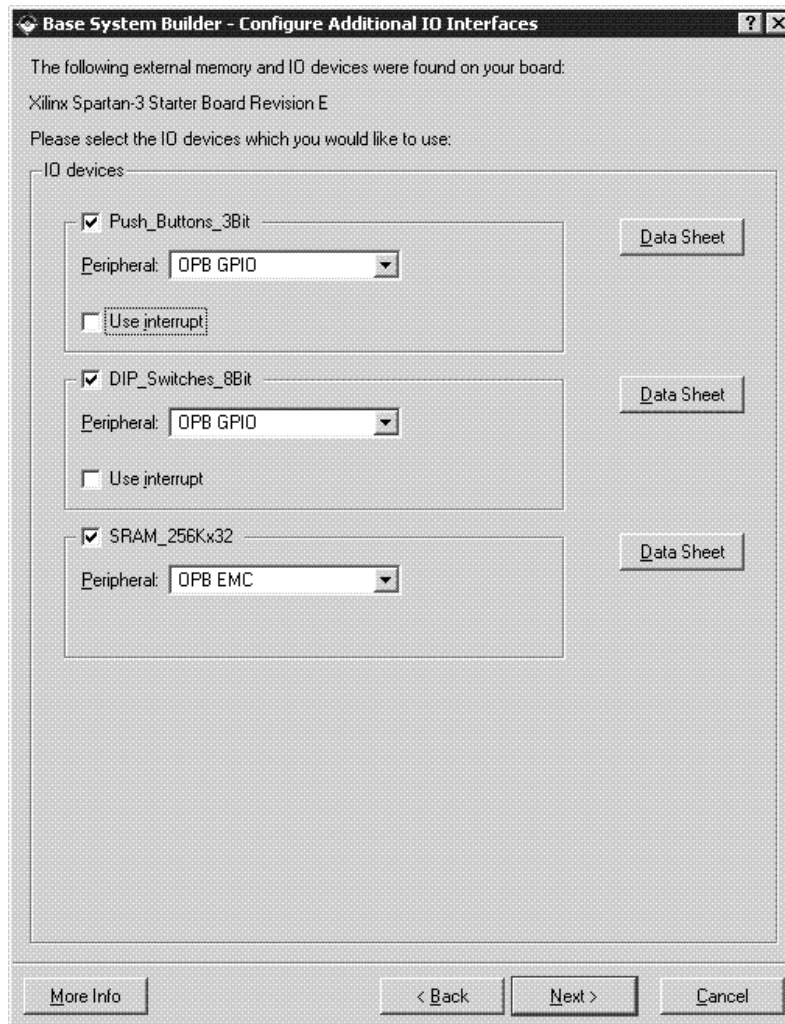 Base System Builder - Configure Additional IO Interfaces
The following external memory and IO devices were found on your board:
Xilinx Spartan-3 Starter Board Revision E
Please select the IO devices which you would like to use:
IO devices
Push_Buttons_3Bit
Data Sheet
Peripheral: OPB GPIO
Use interrupt
DIP_Switches_8Bit
Data Sheet
Peripheral: OPB GPIO
Use interrupt
SRAM_256Kx32
Data Sheet
Peripheral: OPB EMC
More Info < Back Next > Cancel